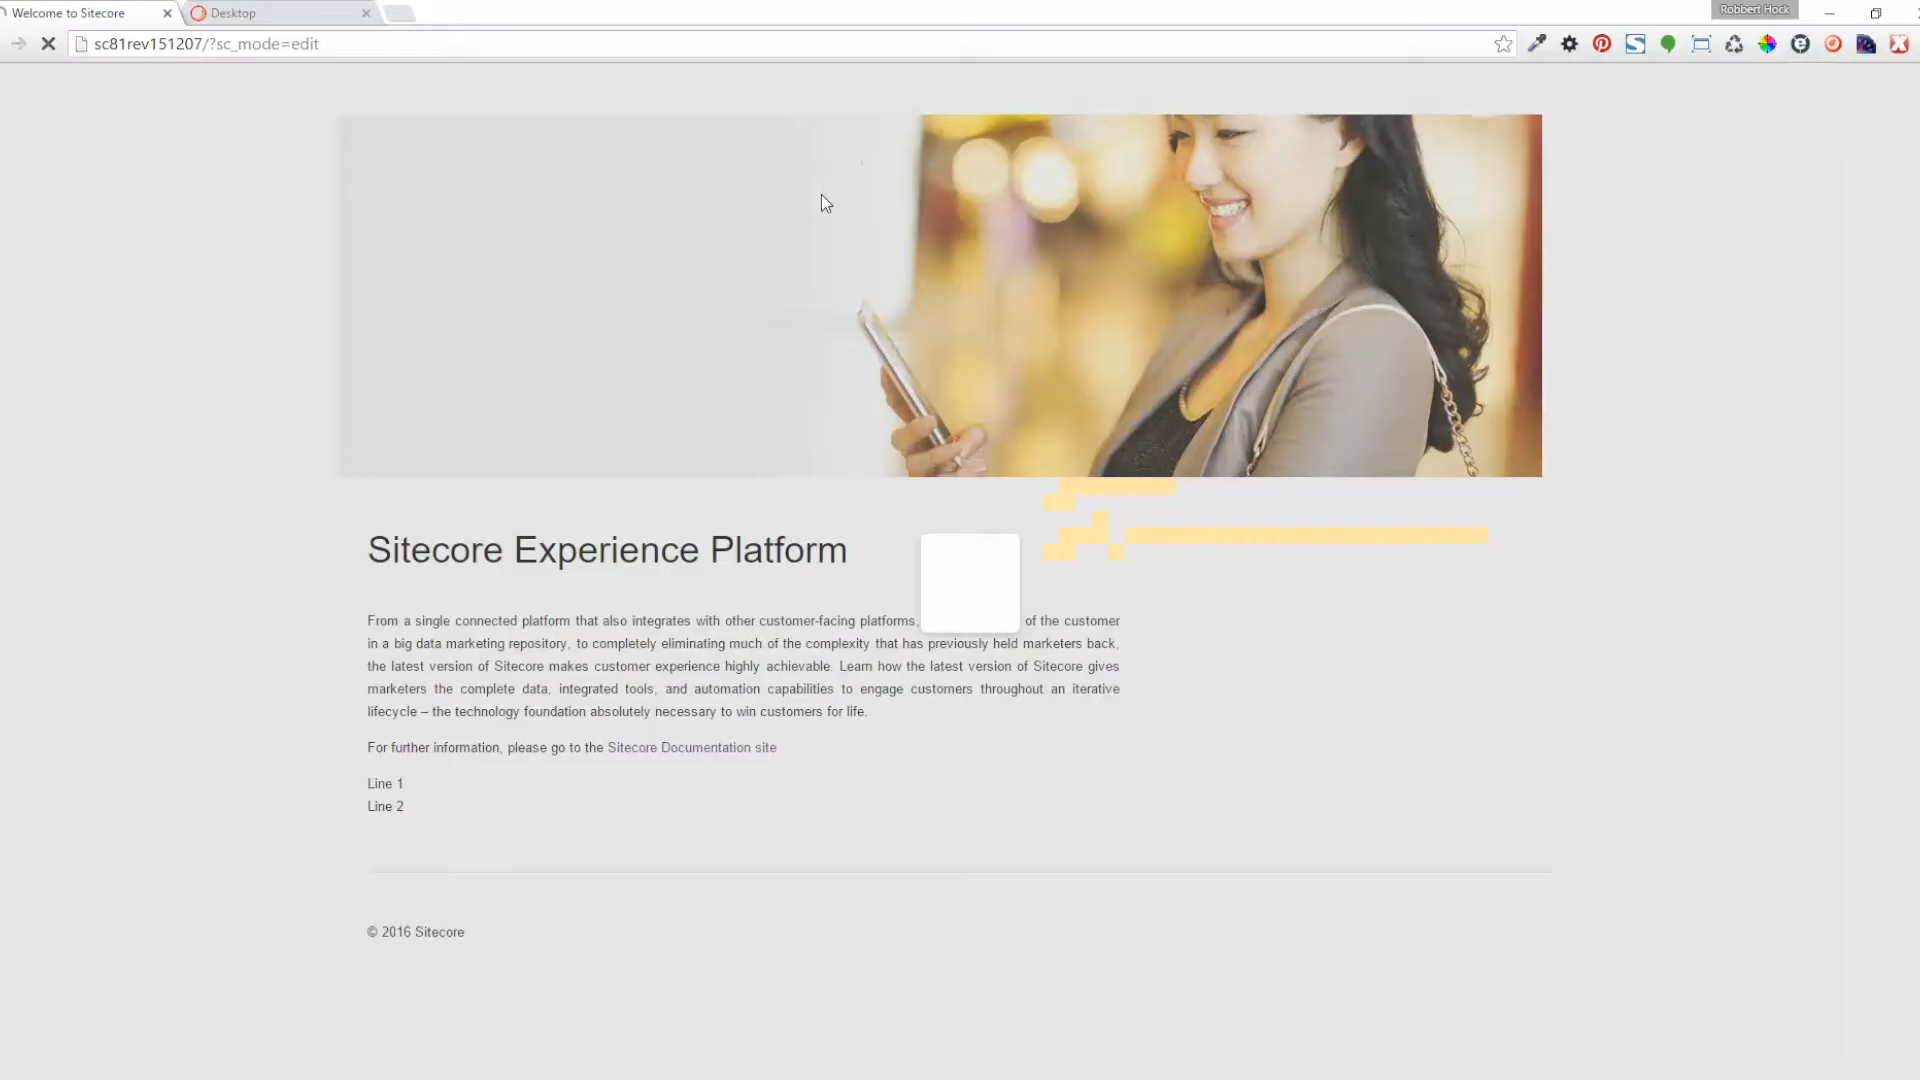 Welcome to Sitecore
Desktop
Robbert Hock
sc81rev151207/?sc_mode=edit
Sitecore Experience Platform
From a single connected platform that also integrates with other customer-facing platforms, of the customer
in a big data marketing repository, to completely eliminating much of the complexity that has previously held marketers back,
the latest version of Sitecore makes customer experience highly achievable. Learn how the latest version of Sitecore gives
marketers the complete data, integrated tools, and automation capabilities to engage customers throughout an iterative
lifecycle – the technology foundation absolutely necessary to win customers for life.
For further information, please go to the Sitecore Documentation site
Line 1
Line 2
© 2016 Sitecore